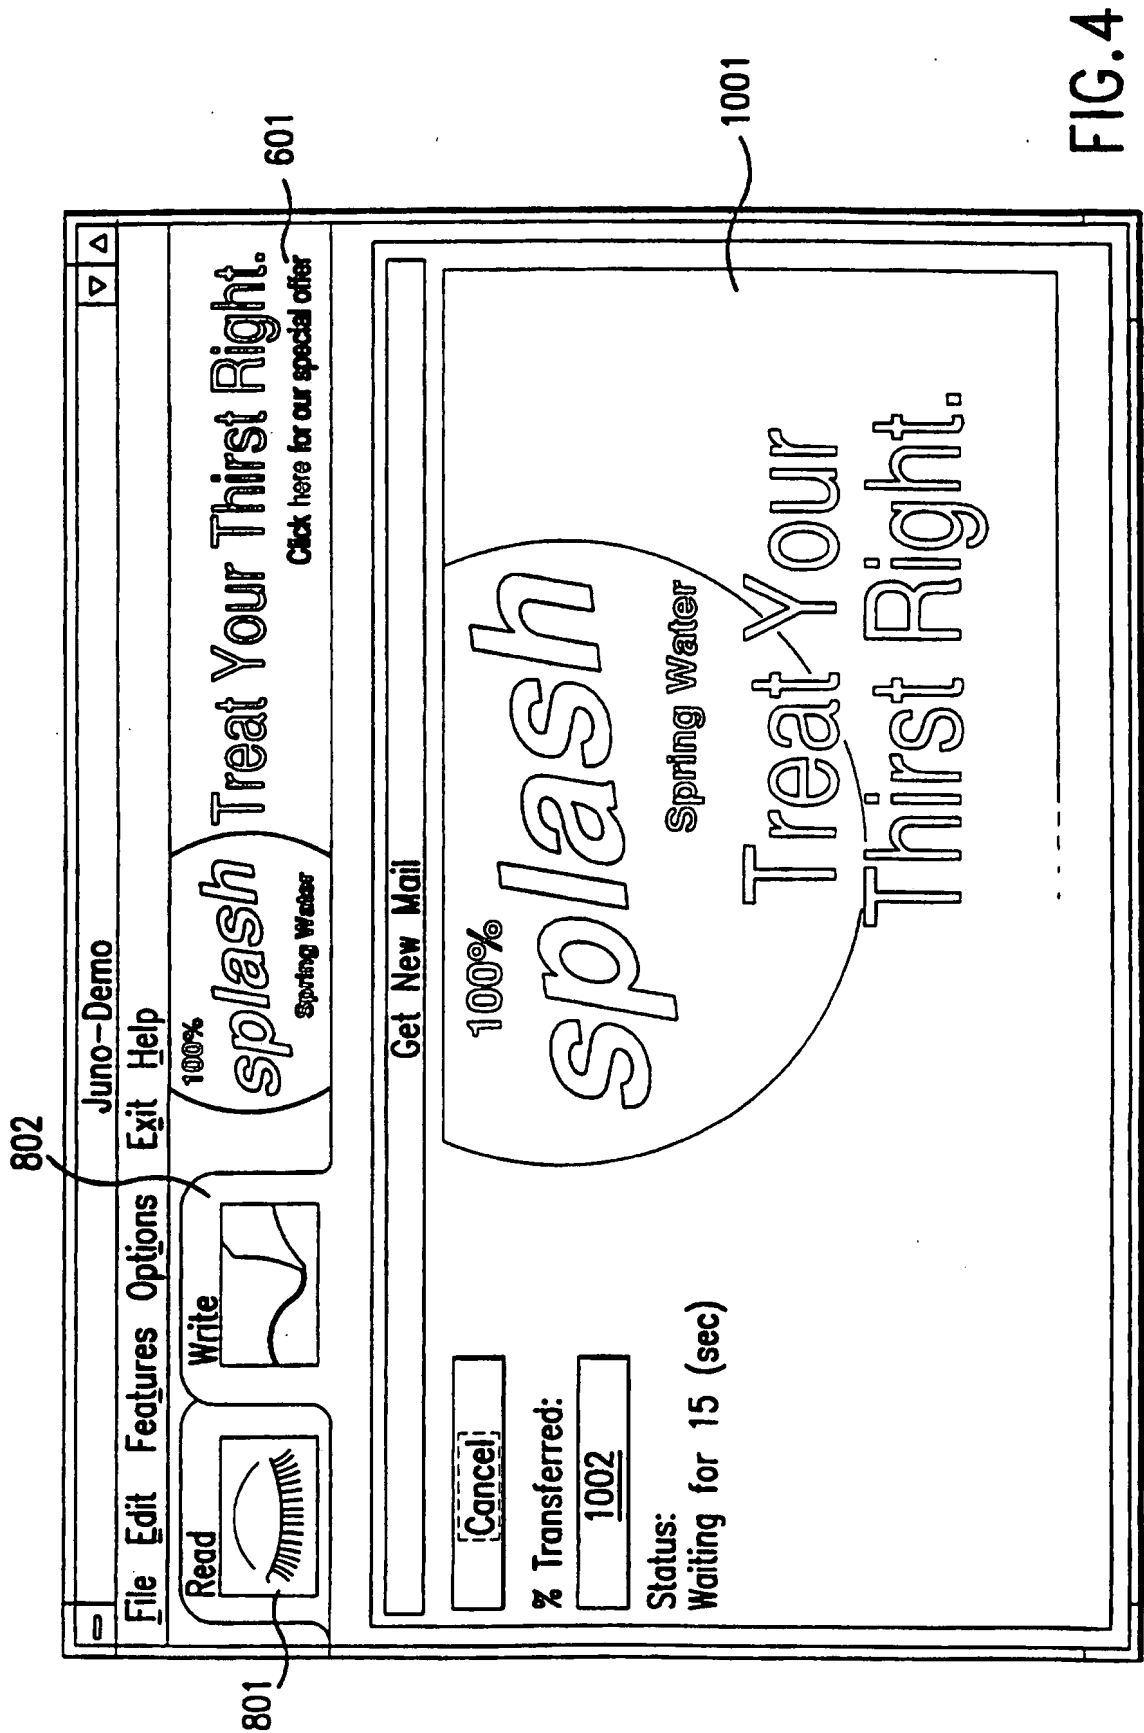 802
Juno-Demo
File Edit Features Options Exit Help
801
Read
Write
100%
splash
Spring Water
Treat Your Thirst Right.
Click here for our special offer
601
Get New Mail
Cancel
% Transferred:
1002
Status:
Waiting for 15 (sec)
100%
splash
Spring Water
Treat Your
Thirst Right.
1001
FIG.4